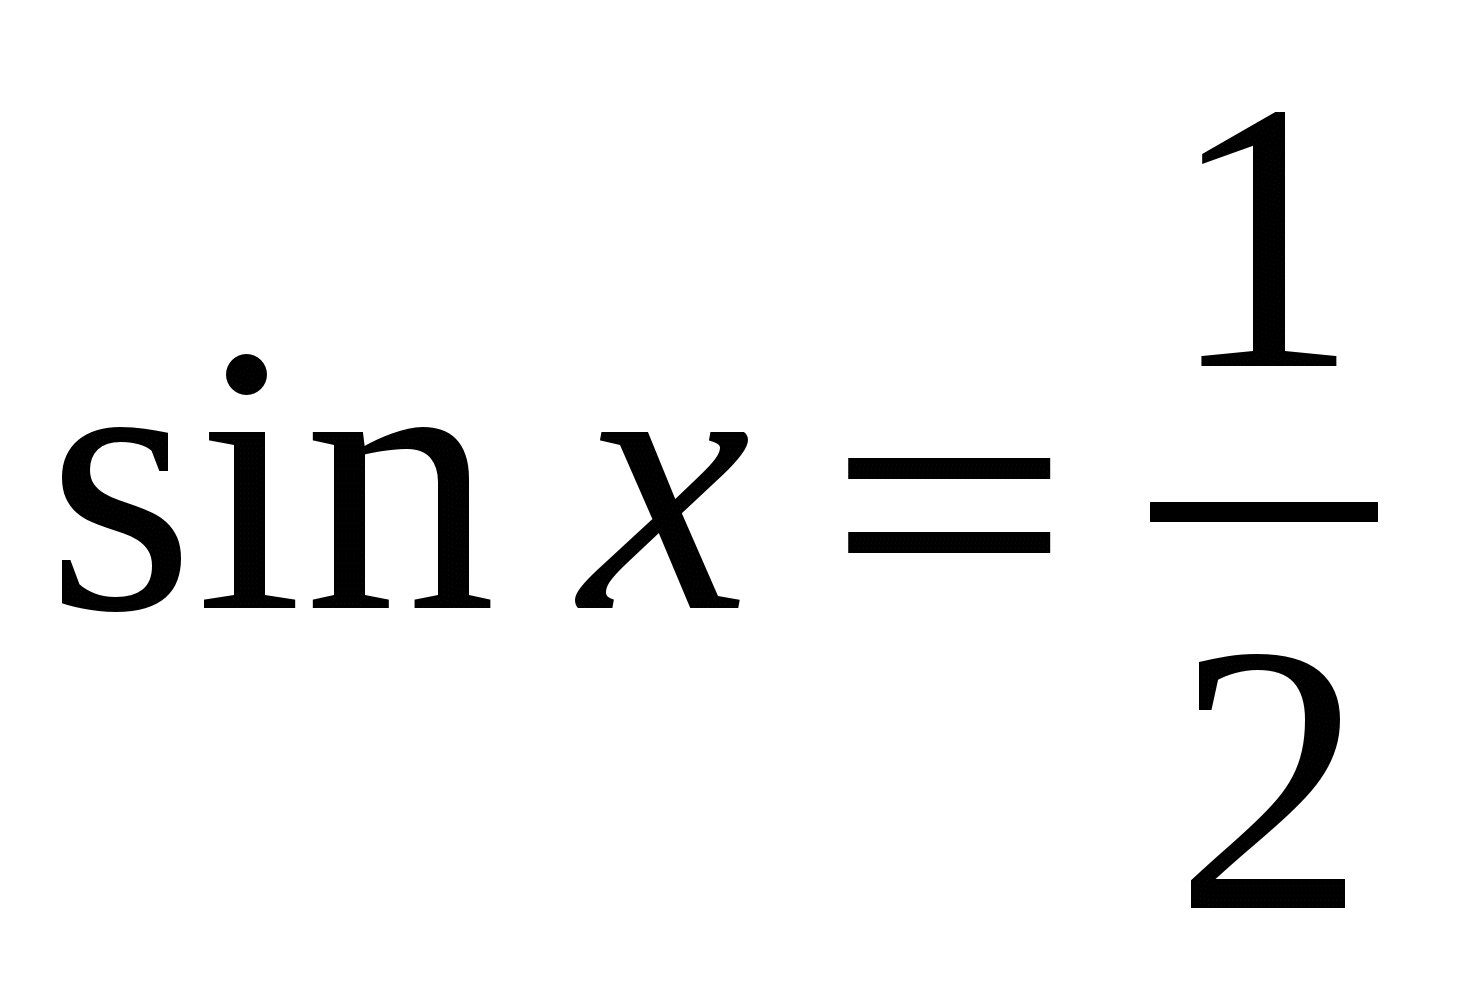 sin x = 1/2